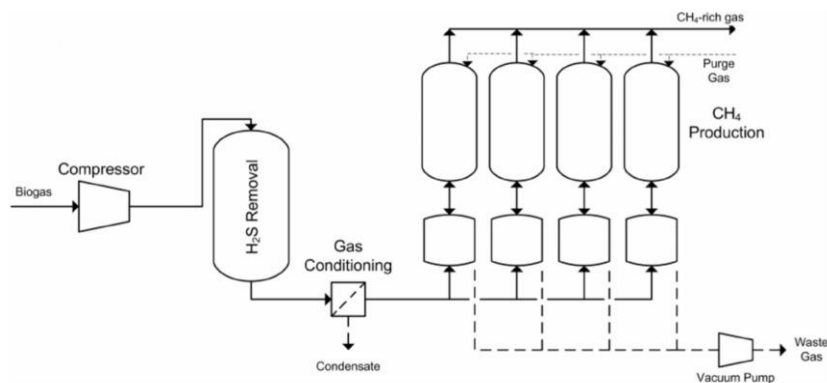 CH₄-rich gas
Purge
Gas
CH₄
Production
Compressor
Biogas
H₂S Removal
Gas
Conditioning
Condensate
Waste
Gas
Vacuum Pump